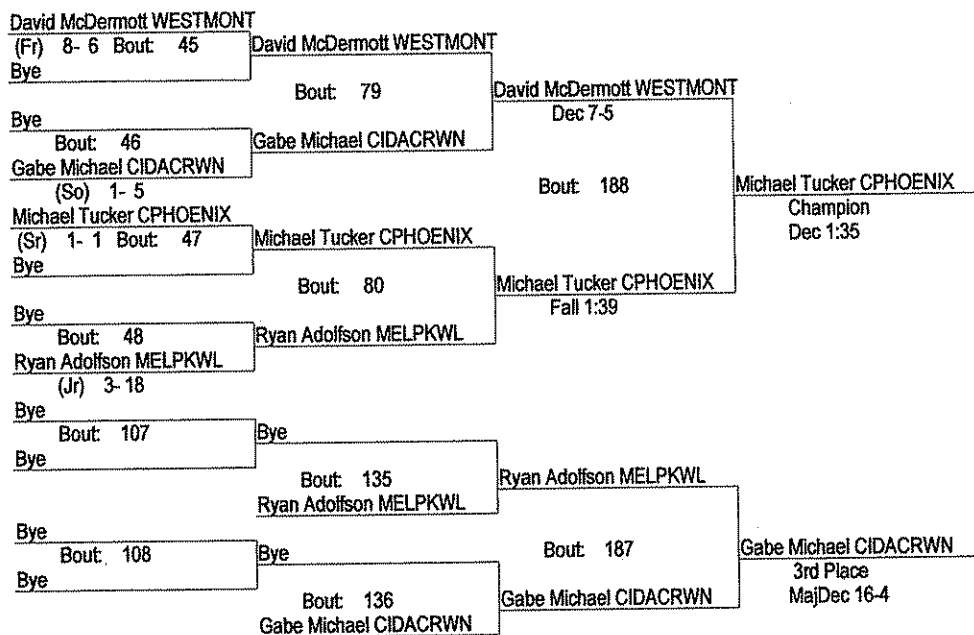 David McDermott WESTMONT
(Fr) 8- 6 Bout: 45
Bye
David McDermott WESTMONT
Bout: 79
Bye
Bout: 46
Gabe Michael CIDACRWN
(So) 1- 5
Gabe Michael CIDACRWN
David McDermott WESTMONT
Dec 7-5
Bout: 188
Michael Tucker CPHOENIX
(Sr) 1- 1 Bout: 47
Bye
Michael Tucker CPHOENIX
Bout: 80
Bye
Bout: 48
Ryan Adolfson MELPKWL
(Jr) 3- 18
Ryan Adolfson MELPKWL
Michael Tucker CPHOENIX
Fall 1:39
Michael Tucker CPHOENIX
Champion
Dec 1:35
Bye
Bout: 107
Bye
Bye
Bout: 135
Ryan Adolfson MELPKWL
Ryan Adolfson MELPKWL
Bout: 187
Bye
Bout: 108
Bye
Bye
Bout: 136
Gabe Michael CIDACRWN
Gabe Michael CIDACRWN
Gabe Michael CIDACRWN
3rd Place
MajDec 16-4